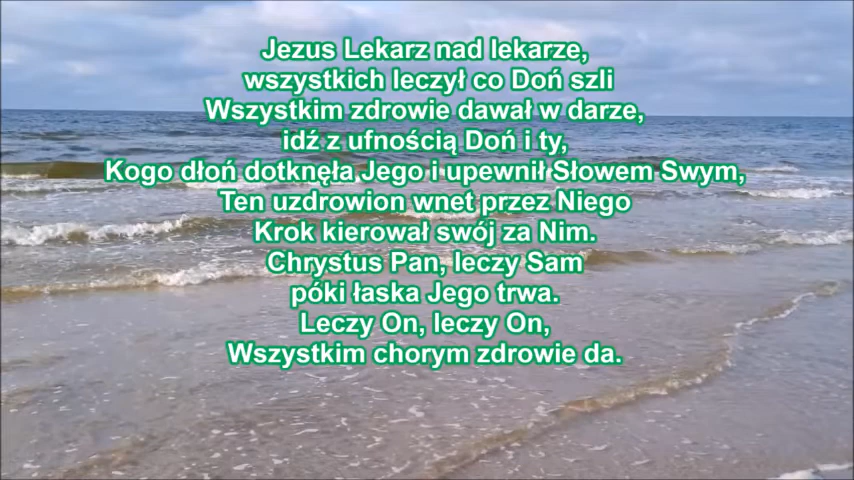 Jezus Lekarz nad lekarze,
wszystkich leczył co Doń szli
Wszystkim zdrowie dawał w darze,
idź z ufnością Doń i ty,
Kogo dłoń dotknęła Jego i upewnił Słowem Swym,
Ten uzdrowion wnet przez Niego
Krok kierował swój za Nim.
Chrystus Pan, leczy Sam
póki łaska Jego trwa.
Leczy On, leczy On,
Wszystkim chorym zdrowie da.